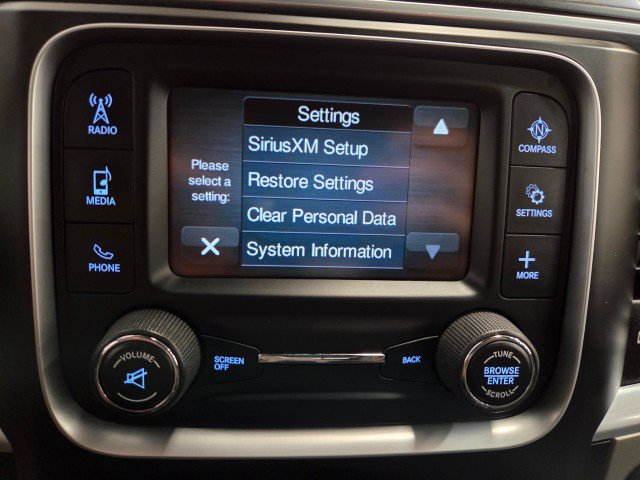 RADIO
MEDIA
PHONE
Settings
SiriusXM Setup
Restore Settings
Clear Personal Data
System Information
Please
select a
setting:
N
COMPASS
SETTINGS
MORE
VOLUME
SCREEN
OFF
BACK
TUNE
BROWSE
ENTER
SCROLL